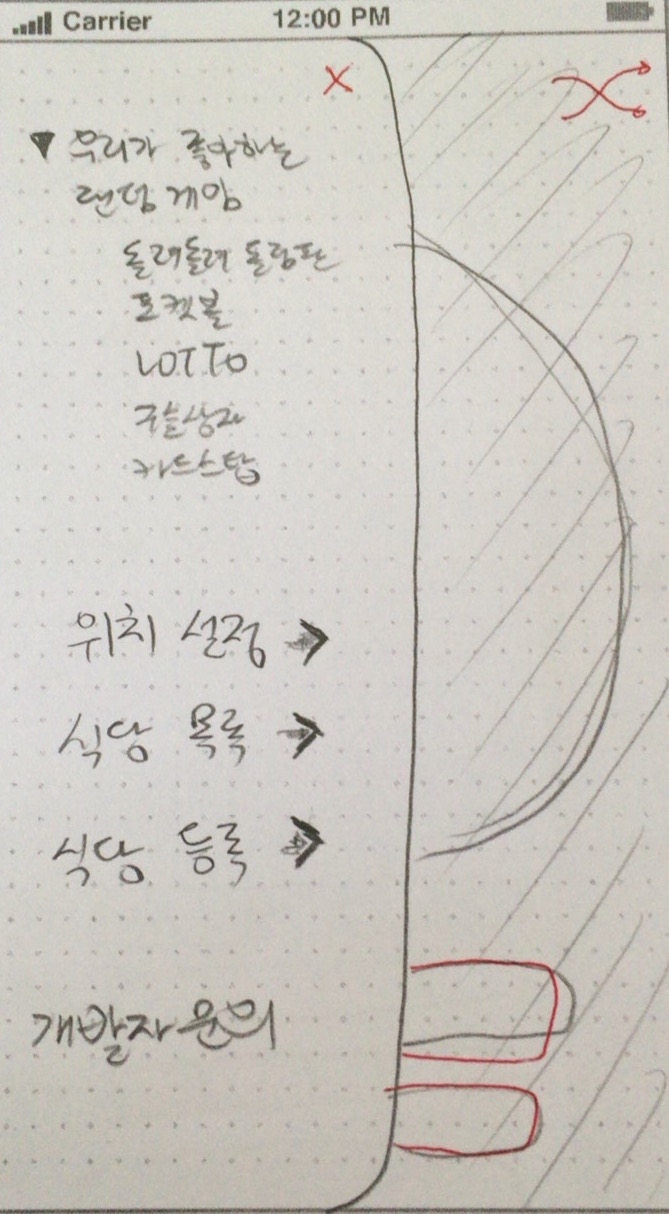 Carrier 12:00 PM
X
▼ 우리가 좋아하는
랜덤 게임
돌려돌려 돌림판
포켓볼
LOTTO
구슬상자
카드스탑
위치 설정 →
식당 목록 →
식당 등록 →
개발자 문의